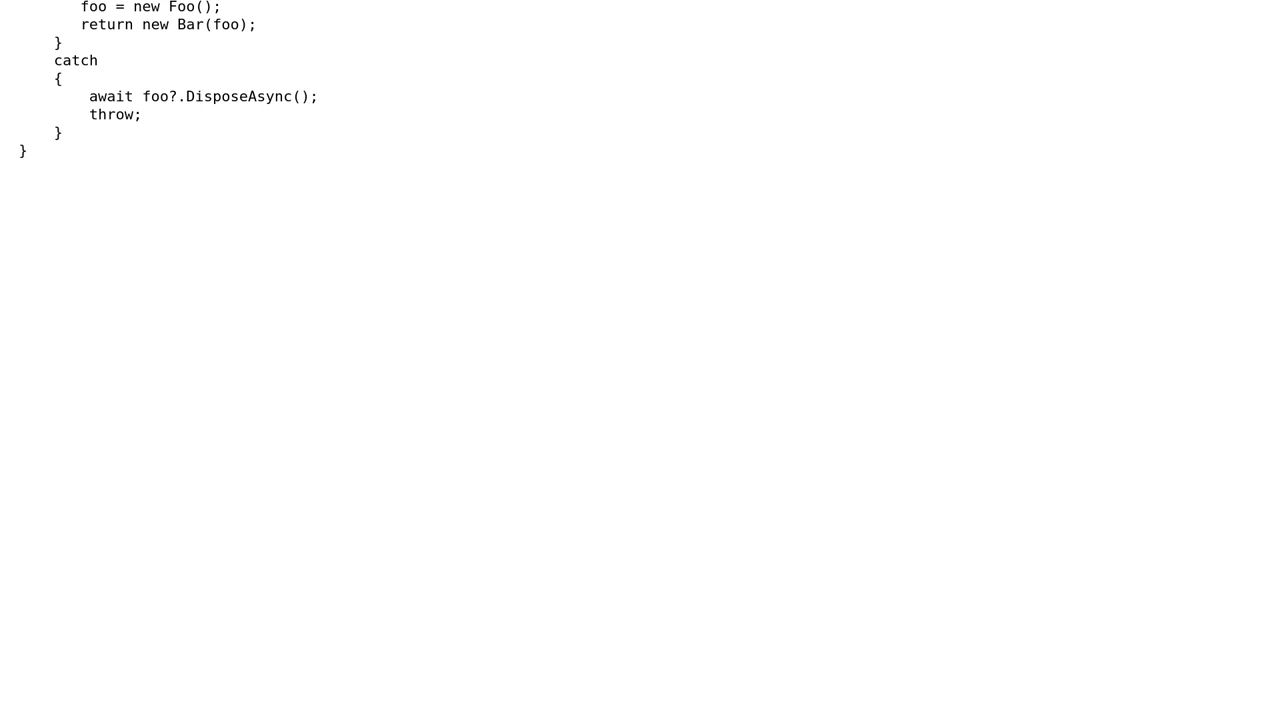 foo = new Foo();
       return new Bar(foo);
    }
    catch
    {
        await foo?.DisposeAsync();
        throw;
    }
}